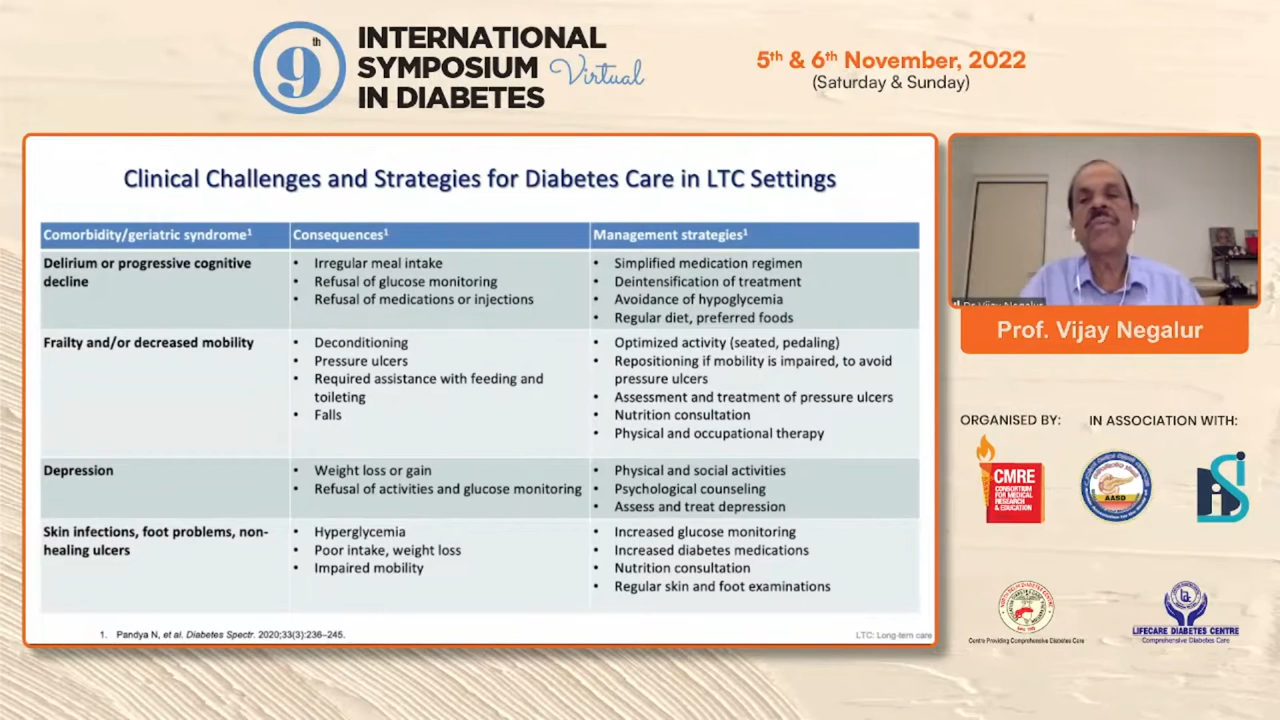 9th
INTERNATIONAL
SYMPOSIUM Virtual
IN DIABETES
5th & 6th November, 2022
(Saturday & Sunday)
Clinical Challenges and Strategies for Diabetes Care in LTC Settings
Comorbidity/geriatric syndrome1
Consequences1
Management strategies1
Delirium or progressive cognitive
decline
• Irregular meal intake
• Refusal of glucose monitoring
• Refusal of medications or injections
• Simplified medication regimen
• Deintensification of treatment
• Avoidance of hypoglycemia
• Regular diet, preferred foods
Frailty and/or decreased mobility
• Deconditioning
• Pressure ulcers
• Required assistance with feeding and
toileting
• Falls
• Optimized activity (seated, pedaling)
• Repositioning if mobility is impaired, to avoid
pressure ulcers
• Assessment and treatment of pressure ulcers
• Nutrition consultation
• Physical and occupational therapy
Depression
• Weight loss or gain
• Refusal of activities and glucose monitoring
• Physical and social activities
• Psychological counseling
• Assess and treat depression
Skin infections, foot problems, non-
healing ulcers
• Hyperglycemia
• Poor intake, weight loss
• Impaired mobility
• Increased glucose monitoring
• Increased diabetes medications
• Nutrition consultation
• Regular skin and foot examinations
1. Pandya N, et al. Diabetes Spectr. 2020;33(3):236–245.
LTC: Long-tern care
Dr Vijay Negalur
Prof. Vijay Negalur
ORGANISED BY:
IN ASSOCIATION WITH:
CMRE
CONSORTIUM
FOR MEDICAL
RESEARCH
& EDUCATION
AASD
Centre Providing Comprehensive Diabetes Care
LIFECARE DIABETES CENTRE
Comprehensive Diabetes Care